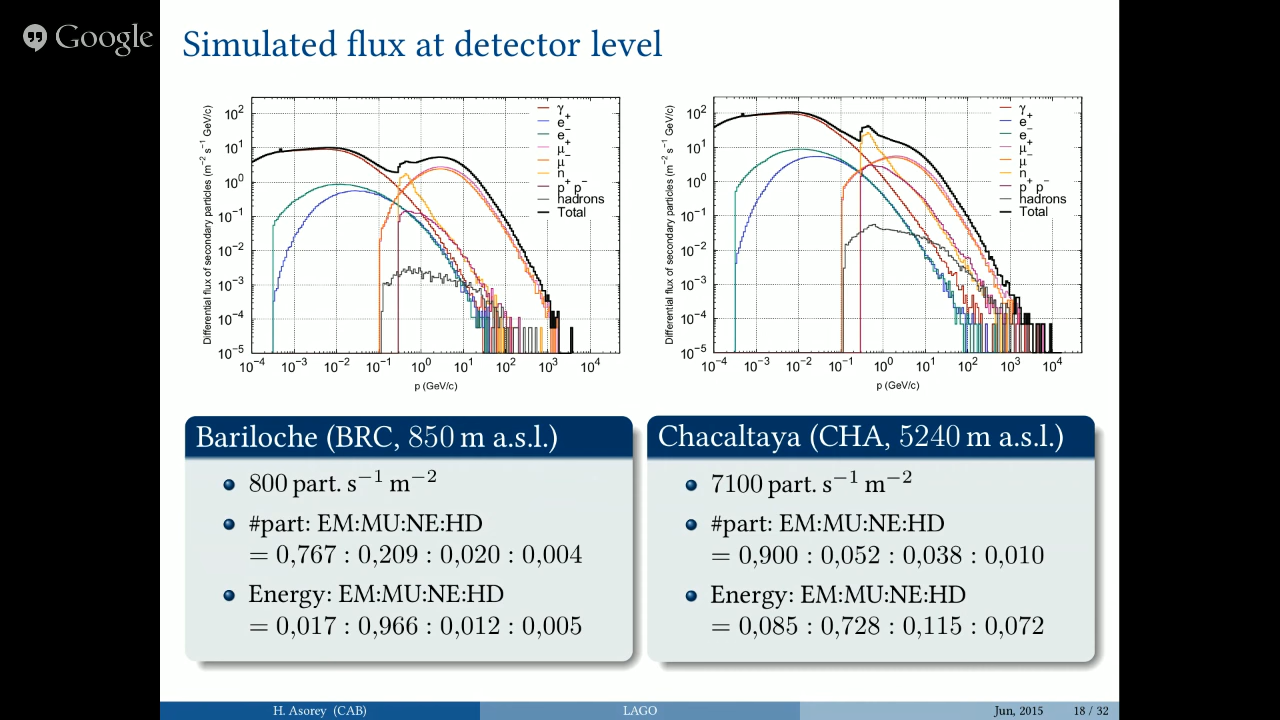 Google
Simulated flux at detector level
Differential flux of secondary particles (m⁻² s⁻¹ GeV/c)
10²
10¹
10⁰
10⁻¹
10⁻²
10⁻³
10⁻⁴
10⁻⁵
10⁻⁴ 10⁻³ 10⁻² 10⁻¹ 10⁰ 10¹ 10² 10³ 10⁴
p (GeV/c)
γ
e⁺
e⁻
μ⁺
μ⁻
n
p⁺ p⁻
hadrons
Total
Differential flux of secondary particles (m⁻² s⁻¹ GeV/c)
10²
10¹
10⁰
10⁻¹
10⁻²
10⁻³
10⁻⁴
10⁻⁵
10⁻⁴ 10⁻³ 10⁻² 10⁻¹ 10⁰ 10¹ 10² 10³ 10⁴
p (GeV/c)
γ
e⁺
e⁻
μ⁺
μ⁻
n
p⁺ p⁻
hadrons
Total
Bariloche (BRC, 850 m a.s.l.)
800 part. s⁻¹ m⁻²
#part: EM:MU:NE:HD
= 0,767 : 0,209 : 0,020 : 0,004
Energy: EM:MU:NE:HD
= 0,017 : 0,966 : 0,012 : 0,005
Chacaltaya (CHA, 5240 m a.s.l.)
7100 part. s⁻¹ m⁻²
#part: EM:MU:NE:HD
= 0,900 : 0,052 : 0,038 : 0,010
Energy: EM:MU:NE:HD
= 0,085 : 0,728 : 0,115 : 0,072
H. Asorey (CAB) LAGO Jun, 2015 18 / 32